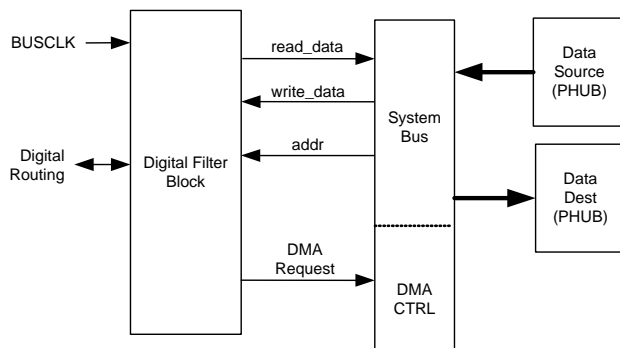 BUSCLK
Digital
Routing
Digital Filter
Block
read_data
write_data
addr
DMA
Request
System
Bus
DMA
CTRL
Data
Source
(PHUB)
Data
Dest
(PHUB)